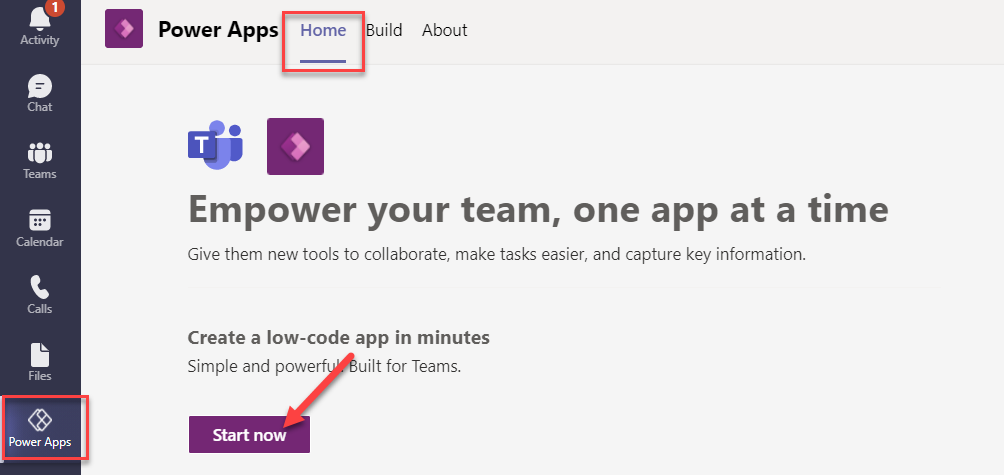 1
Activity
Chat
Teams
Calendar
Calls
Files
Power Apps
Power Apps Home Build About
T
Empower your team, one app at a time
Give them new tools to collaborate, make tasks easier, and capture key information.
Create a low-code app in minutes
Simple and powerful. Built for Teams.
Start now